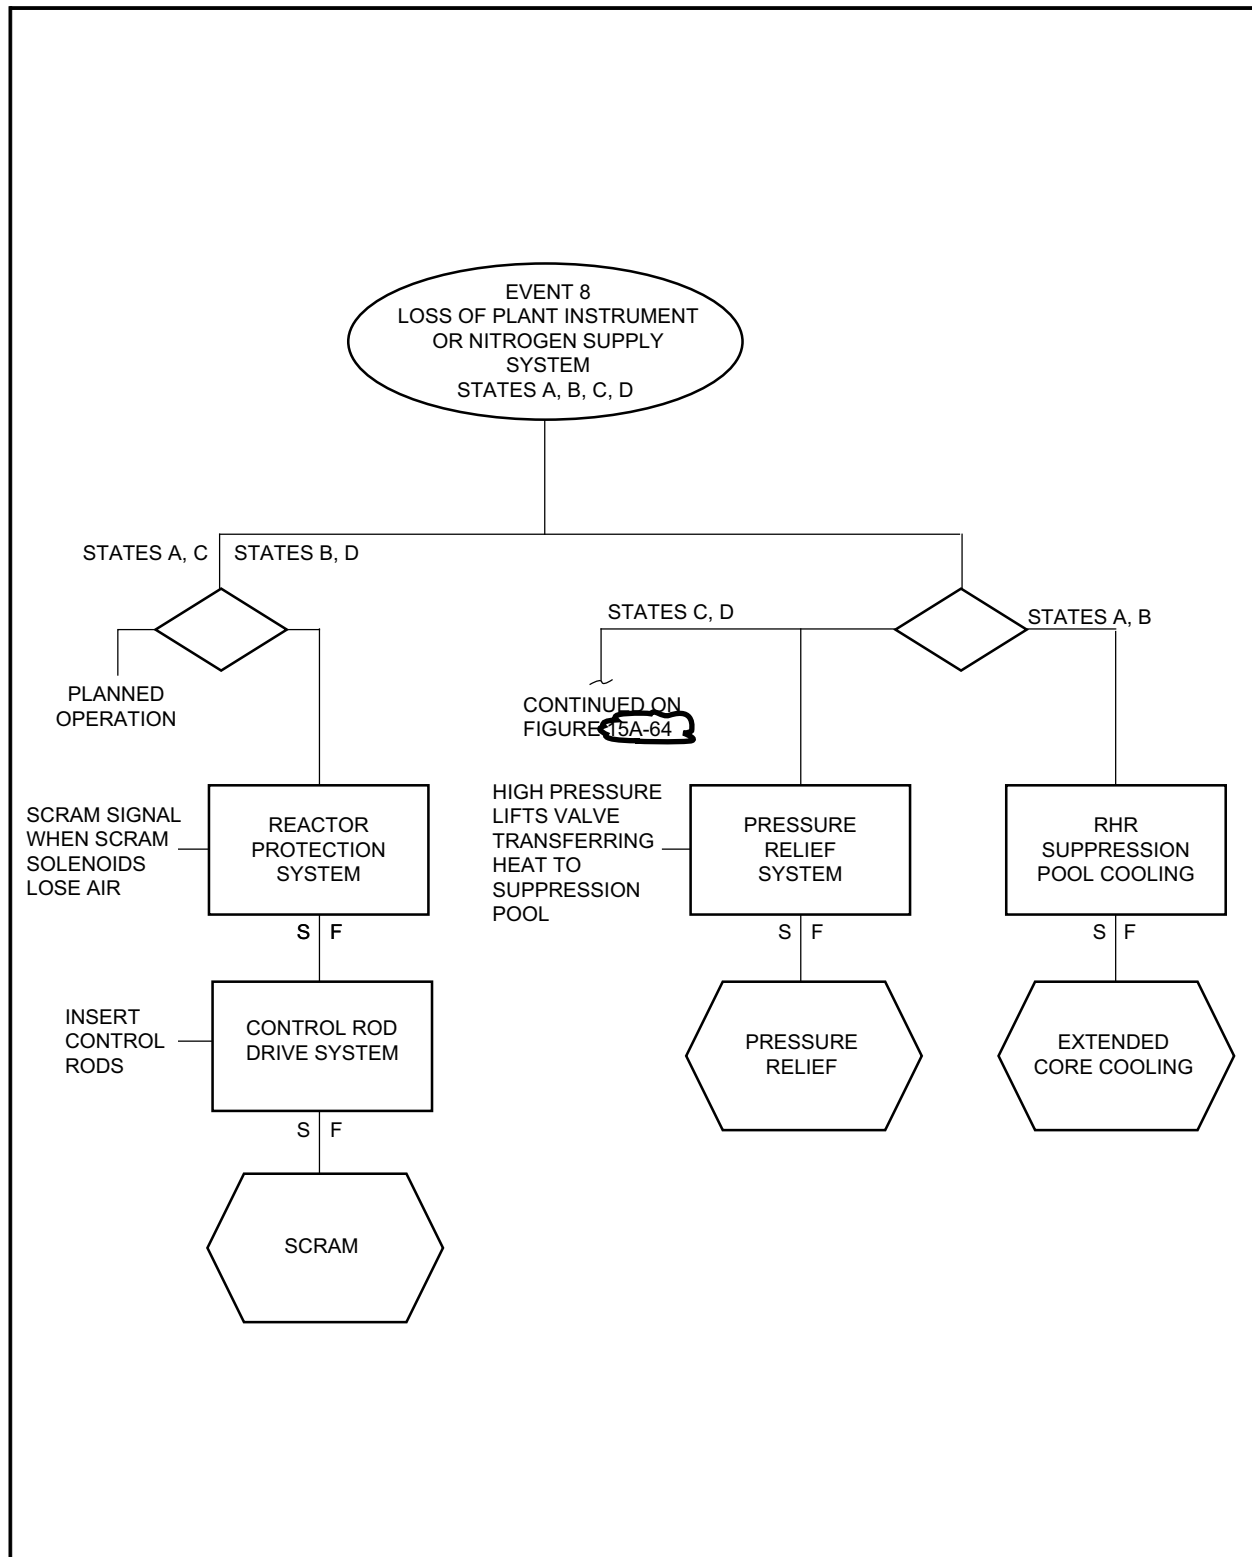 EVENT 8
LOSS OF PLANT INSTRUMENT
OR NITROGEN SUPPLY
SYSTEM
STATES A, B, C, D
STATES A, C
STATES B, D
STATES C, D
STATES A, B
PLANNED
OPERATION
CONTINUED ON
FIGURE 15A-64
SCRAM SIGNAL
WHEN SCRAM
SOLENOIDS
LOSE AIR
REACTOR
PROTECTION
SYSTEM
HIGH PRESSURE
LIFTS VALVE
TRANSFERRING
HEAT TO
SUPPRESSION
POOL
PRESSURE
RELIEF
SYSTEM
RHR
SUPPRESSION
POOL COOLING
S F
S F
S F
INSERT
CONTROL
RODS
CONTROL ROD
DRIVE SYSTEM
PRESSURE
RELIEF
EXTENDED
CORE COOLING
S F
SCRAM